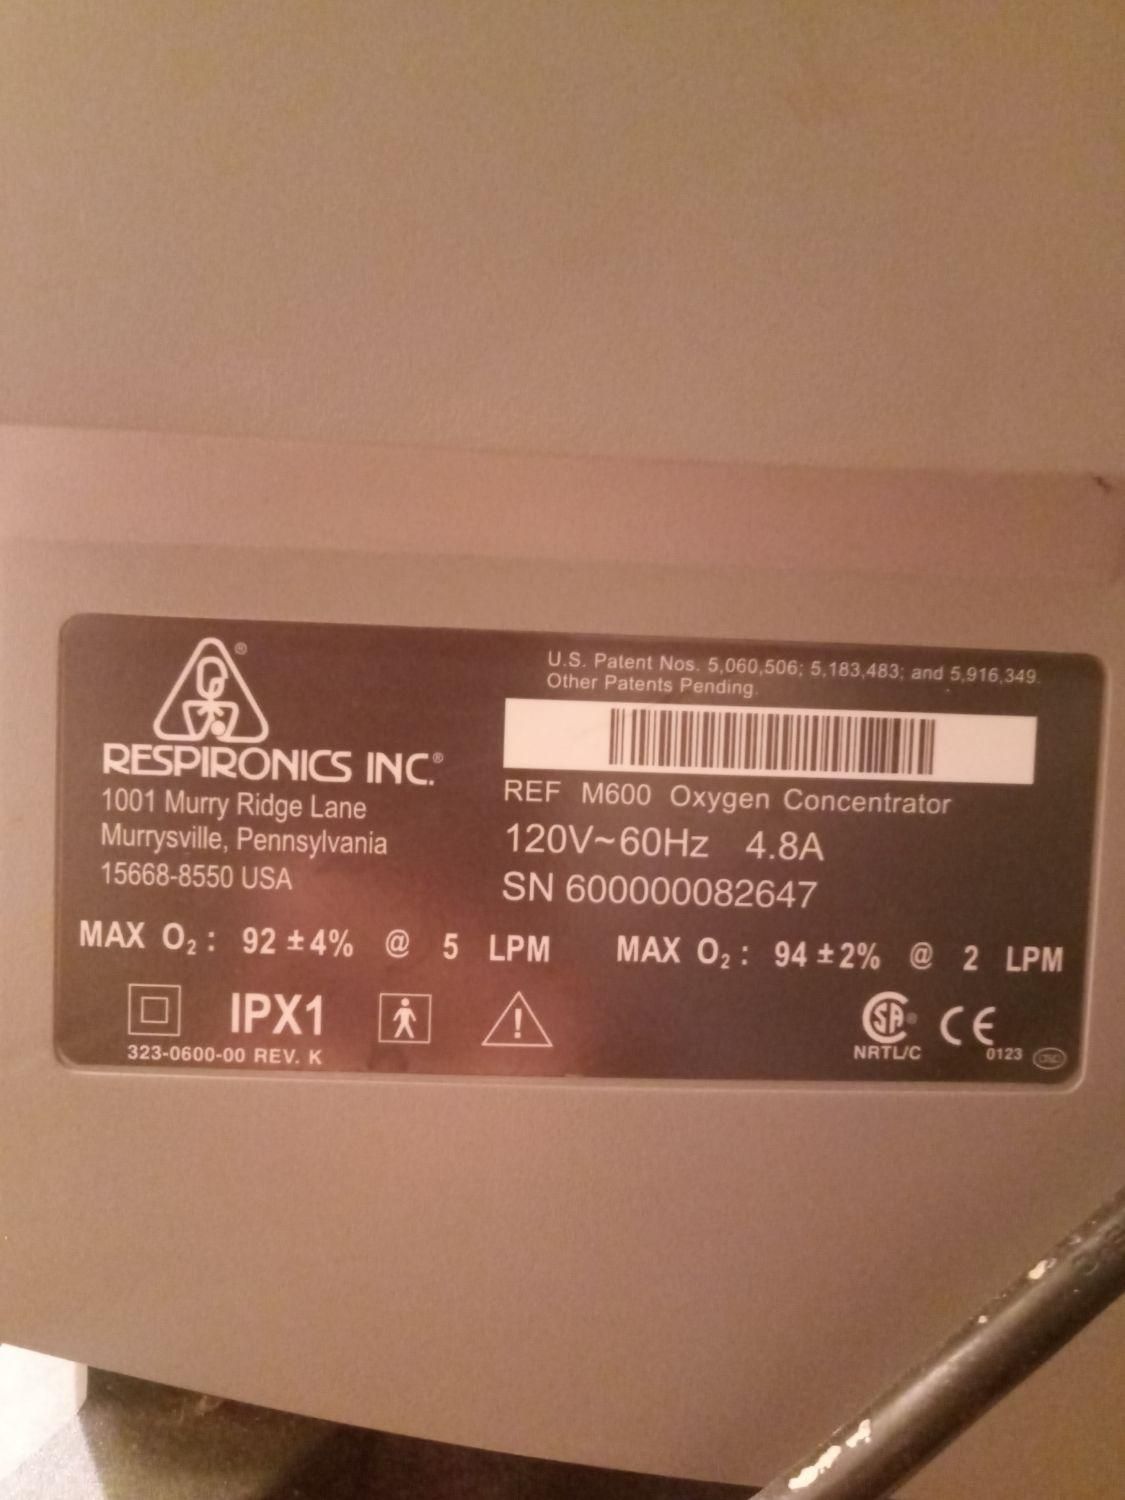 ®
RESPIRONICS INC.®
1001 Murry Ridge Lane
Murrysville, Pennsylvania
15668-8550 USA
U.S. Patent Nos. 5,060,506; 5,183,483; and 5,916,349.
Other Patents Pending.
REF M600 Oxygen Concentrator
120V~60Hz 4.8A
SN 600000082647
MAX O₂: 92 ±4% @ 5 LPM MAX O₂: 94 ±2% @ 2 LPM
IPX1
323-0600-00 REV. K
SA®
NRTL/C
CE
0123